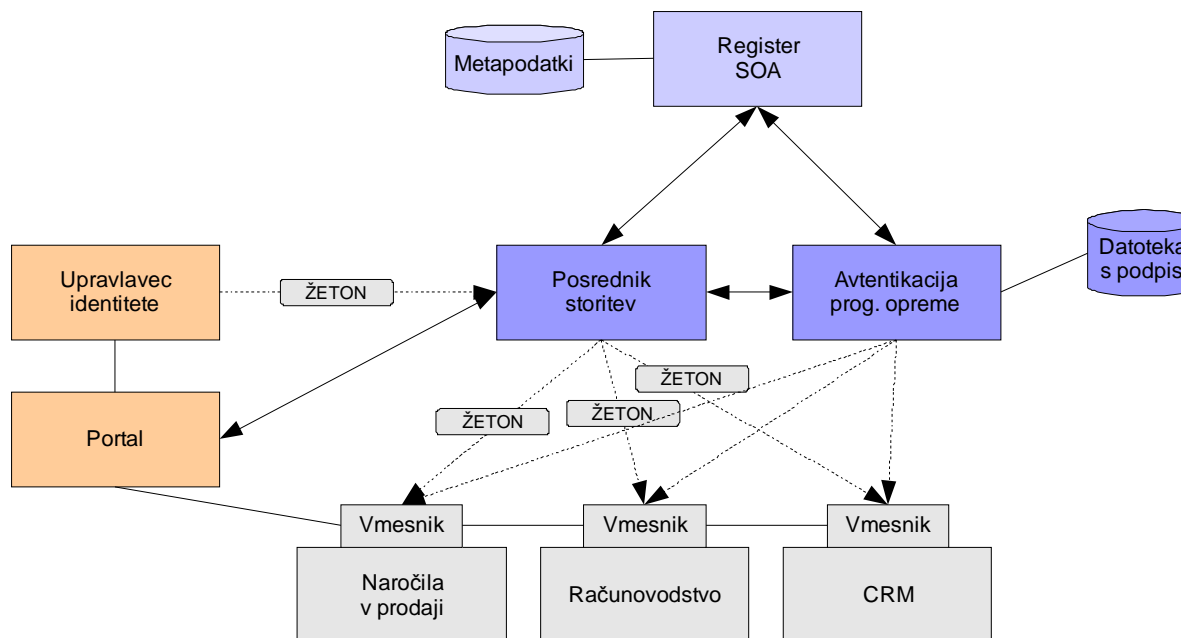 Metapodatki
Register
SOA
Upravlavec
identitete
ŽETON
Posrednik
storitev
Avtentikacija
prog. opreme
Datoteka
s podpis
Portal
ŽETON
ŽETON
ŽETON
Vmesnik
Vmesnik
Vmesnik
Naročila
v prodaji
Računovodstvo
CRM